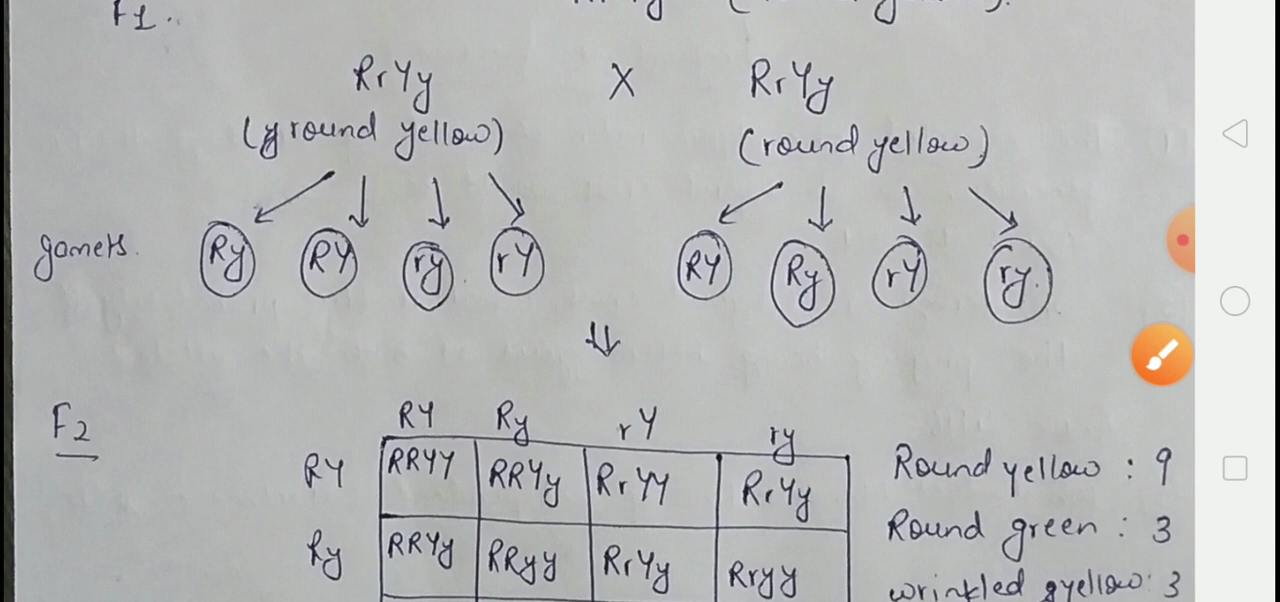 F1.
RrYy X RrYy
(ground yellow) (round yellow)
gamets. Ry RY ry rY RY Ry rY ry.
F2
RY Ry rY ry
RY RRYY RRYy RrYY RrYy
Ry RRYy RRyy RrYy Rryy
Round yellow : 9
Round green : 3
wrinkled yellow: 3